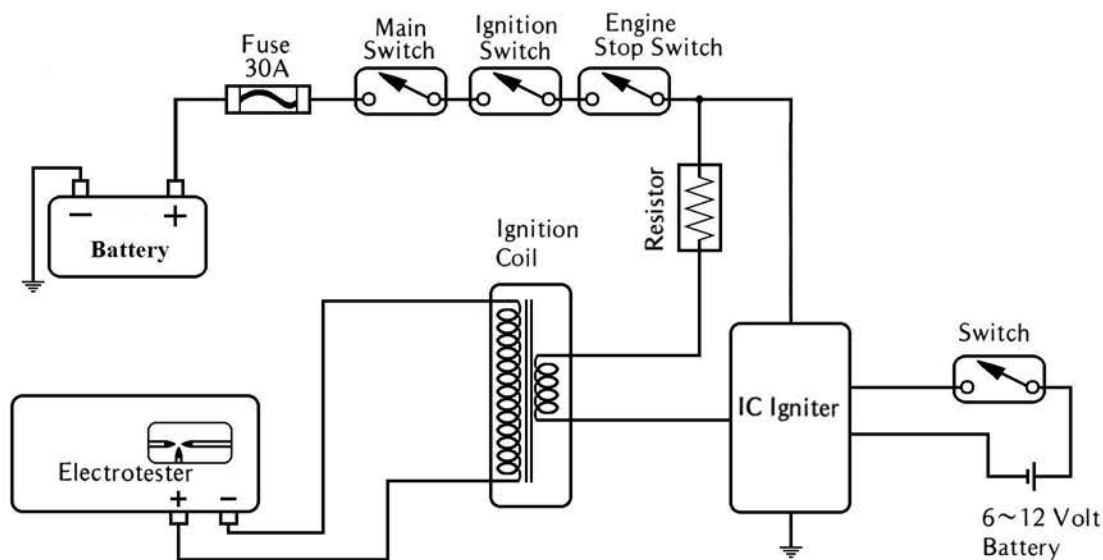 Fuse
30A
Main
Switch
Ignition
Switch
Engine
Stop Switch
Resistor
− +
Battery
Ignition
Coil
Switch
IC Igniter
Electrotester
+ −
6~12 Volt
Battery